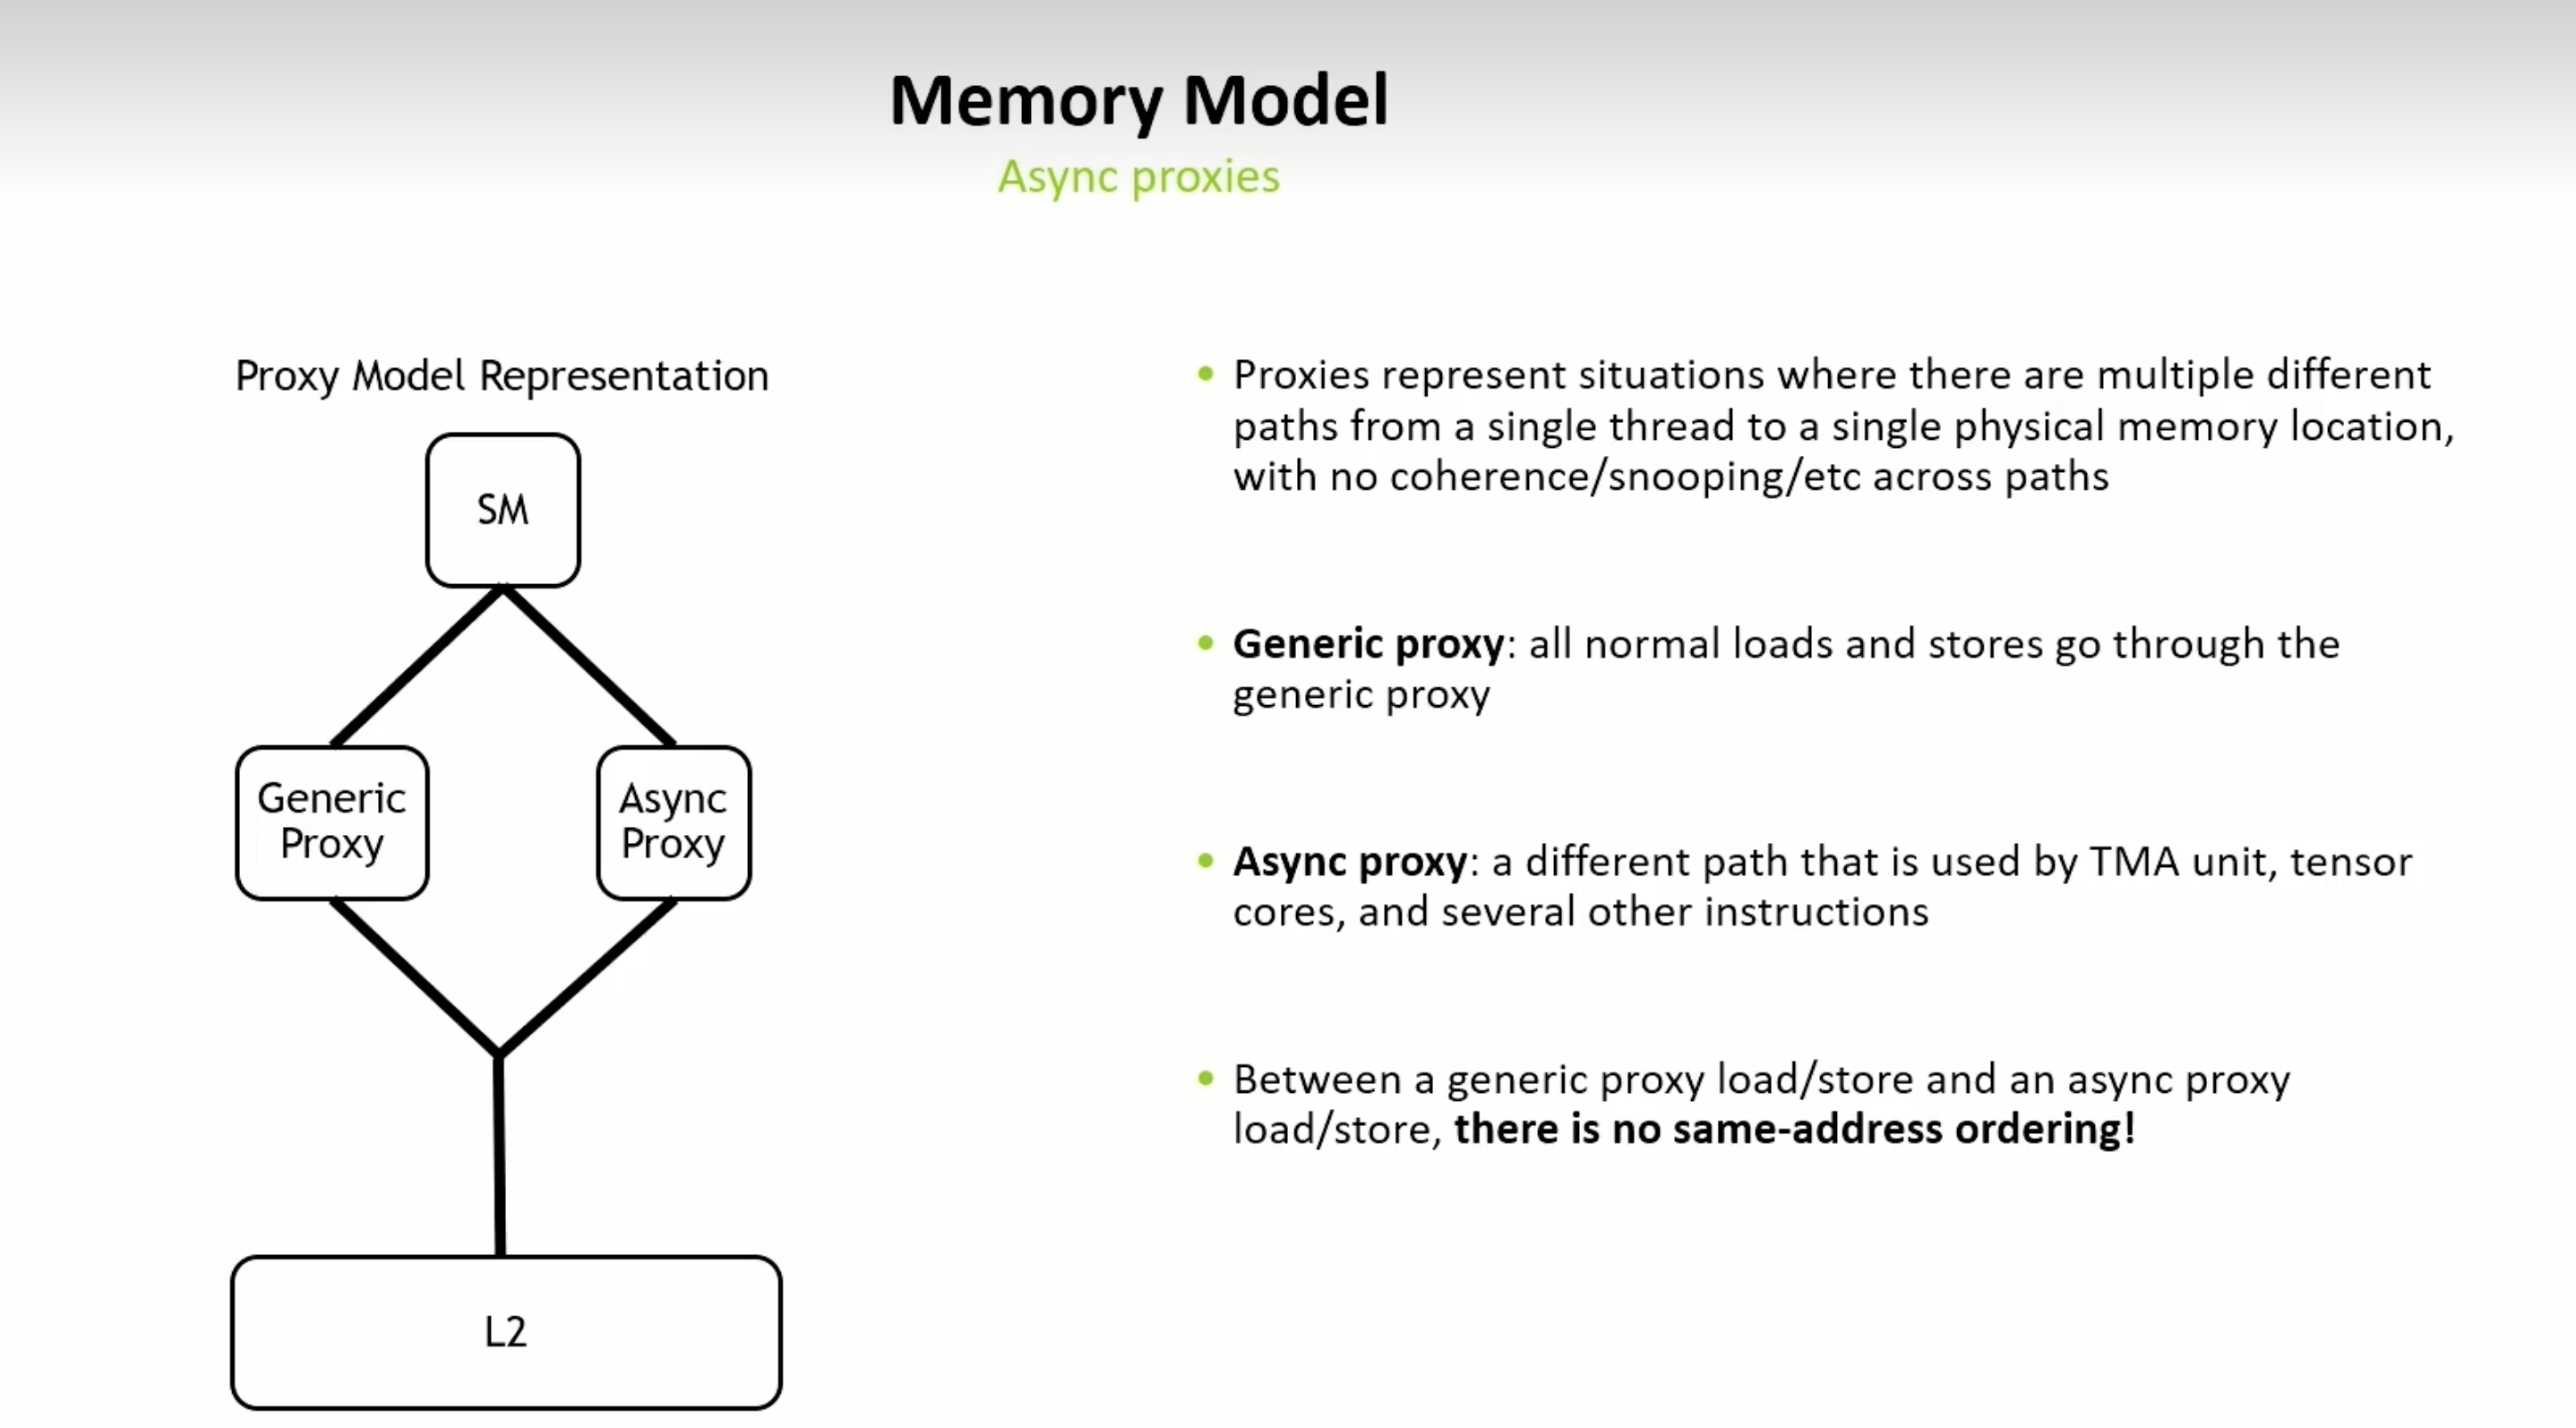 Memory Model
Async proxies
Proxy Model Representation
SM
Generic
Proxy
Async
Proxy
L2
• Proxies represent situations where there are multiple different
paths from a single thread to a single physical memory location,
with no coherence/snooping/etc across paths
• Generic proxy: all normal loads and stores go through the
generic proxy
• Async proxy: a different path that is used by TMA unit, tensor
cores, and several other instructions
• Between a generic proxy load/store and an async proxy
load/store, there is no same-address ordering!